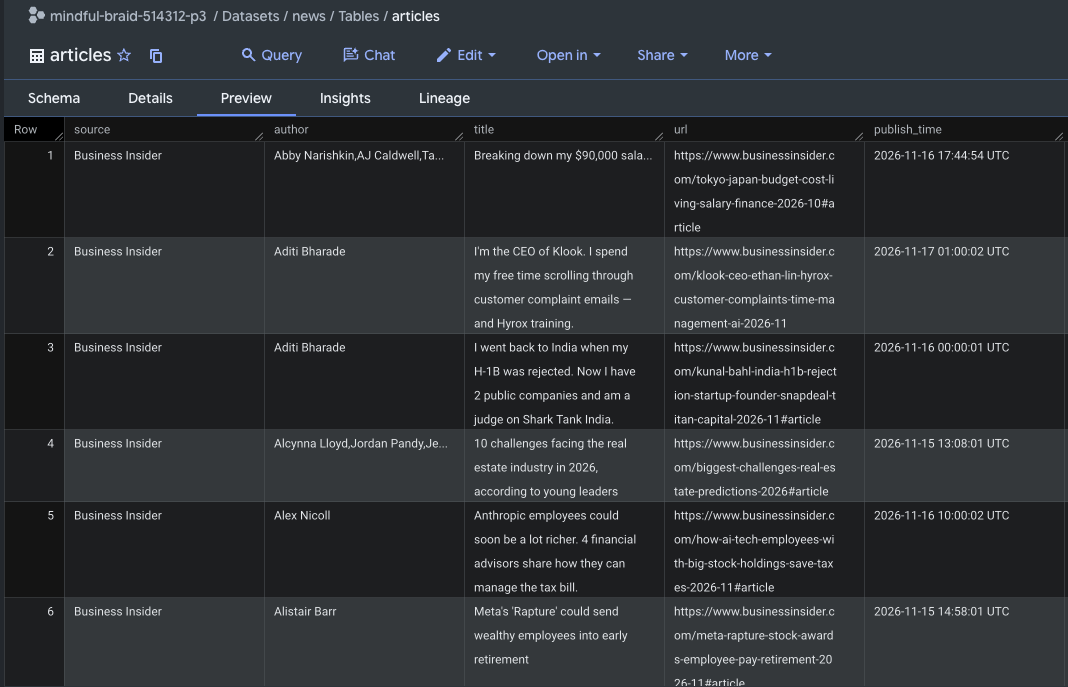 mindful-braid-514312-p3 / Datasets / news / Tables / articles
articles Query Chat Edit Open in Share More
Schema Details Preview Insights Lineage
Row source author title url publish_time
1 Business Insider Abby Narishkin,AJ Caldwell,Ta... Breaking down my $90,000 sala... https://www.businessinsider.c 2026-11-16 17:44:54 UTC
om/tokyo-japan-budget-cost-li
ving-salary-finance-2026-10#a
rticle
2 Business Insider Aditi Bharade I'm the CEO of Klook. I spend https://www.businessinsider.c 2026-11-17 01:00:02 UTC
my free time scrolling through om/klook-ceo-ethan-lin-hyrox-
customer complaint emails — customer-complaints-time-ma
and Hyrox training. nagement-ai-2026-11
3 Business Insider Aditi Bharade I went back to India when my https://www.businessinsider.c 2026-11-16 00:00:01 UTC
H-1B was rejected. Now I have om/kunal-bahl-india-h1b-reject
2 public companies and am a ion-startup-founder-snapdeal-t
judge on Shark Tank India. itan-capital-2026-11#article
4 Business Insider Alcynna Lloyd,Jordan Pandy,Je... 10 challenges facing the real https://www.businessinsider.c 2026-11-15 13:08:01 UTC
estate industry in 2026, om/biggest-challenges-real-es
according to young leaders tate-predictions-2026#article
5 Business Insider Alex Nicoll Anthropic employees could https://www.businessinsider.c 2026-11-16 10:00:02 UTC
soon be a lot richer. 4 financial om/how-ai-tech-employees-wi
advisors share how they can th-big-stock-holdings-save-tax
manage the tax bill. es-2026-11#article
6 Business Insider Alistair Barr Meta's 'Rapture' could send https://www.businessinsider.c 2026-11-15 14:58:01 UTC
wealthy employees into early om/meta-rapture-stock-award
retirement s-employee-pay-retirement-20
26-11#article